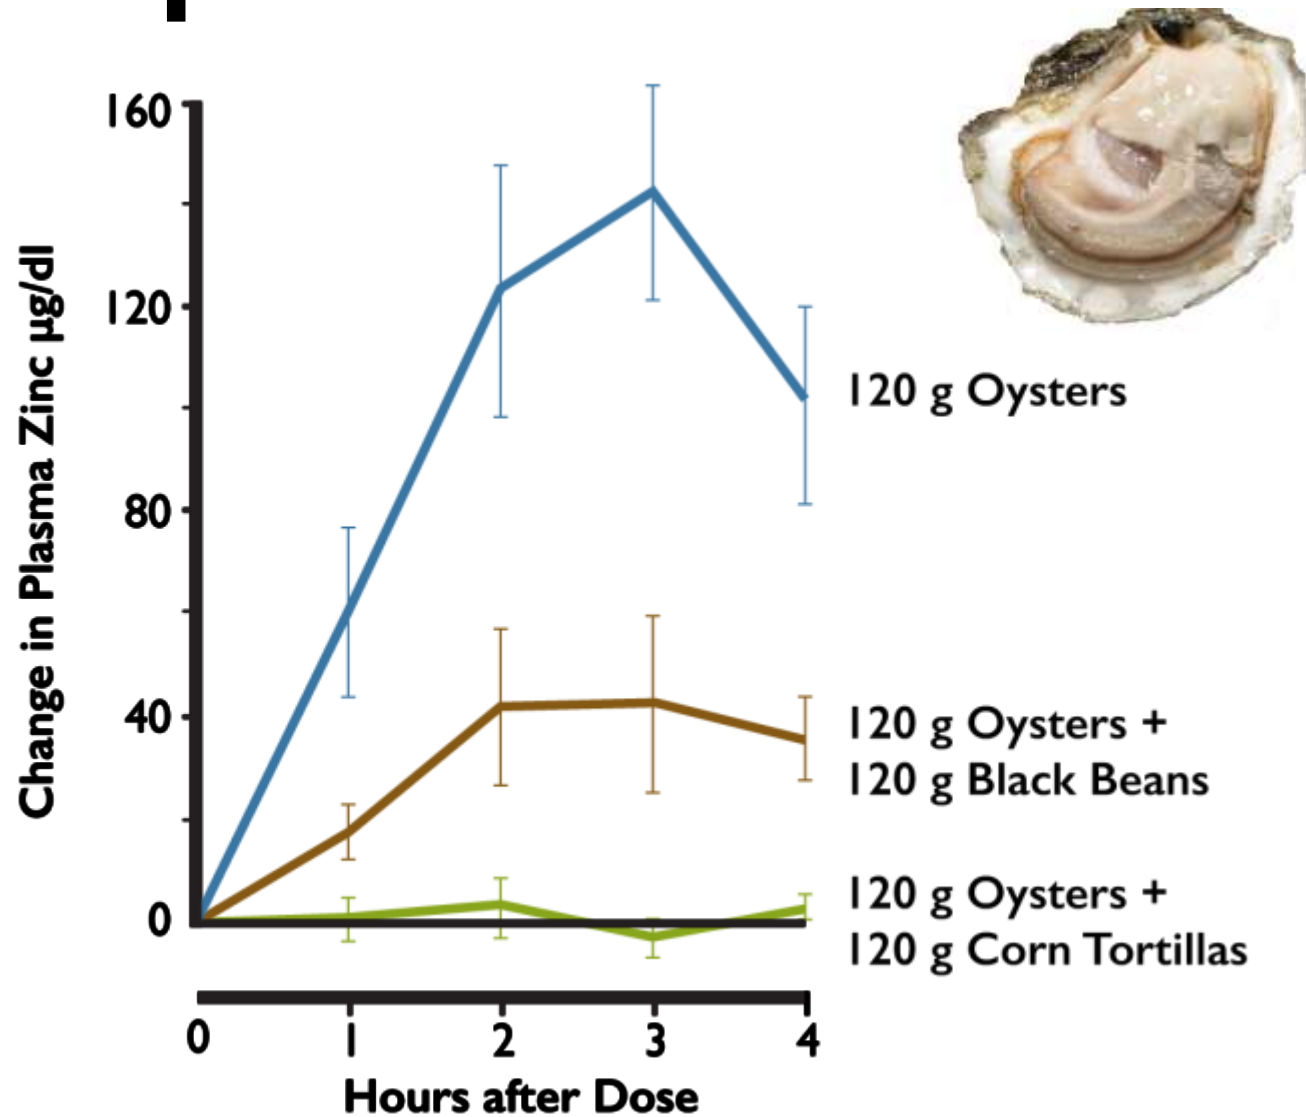 160
120
80
40
0
Change in Plasma Zinc µg/dl
120 g Oysters
120 g Oysters +
120 g Black Beans
120 g Oysters +
120 g Corn Tortillas
0 1 2 3 4
Hours after Dose